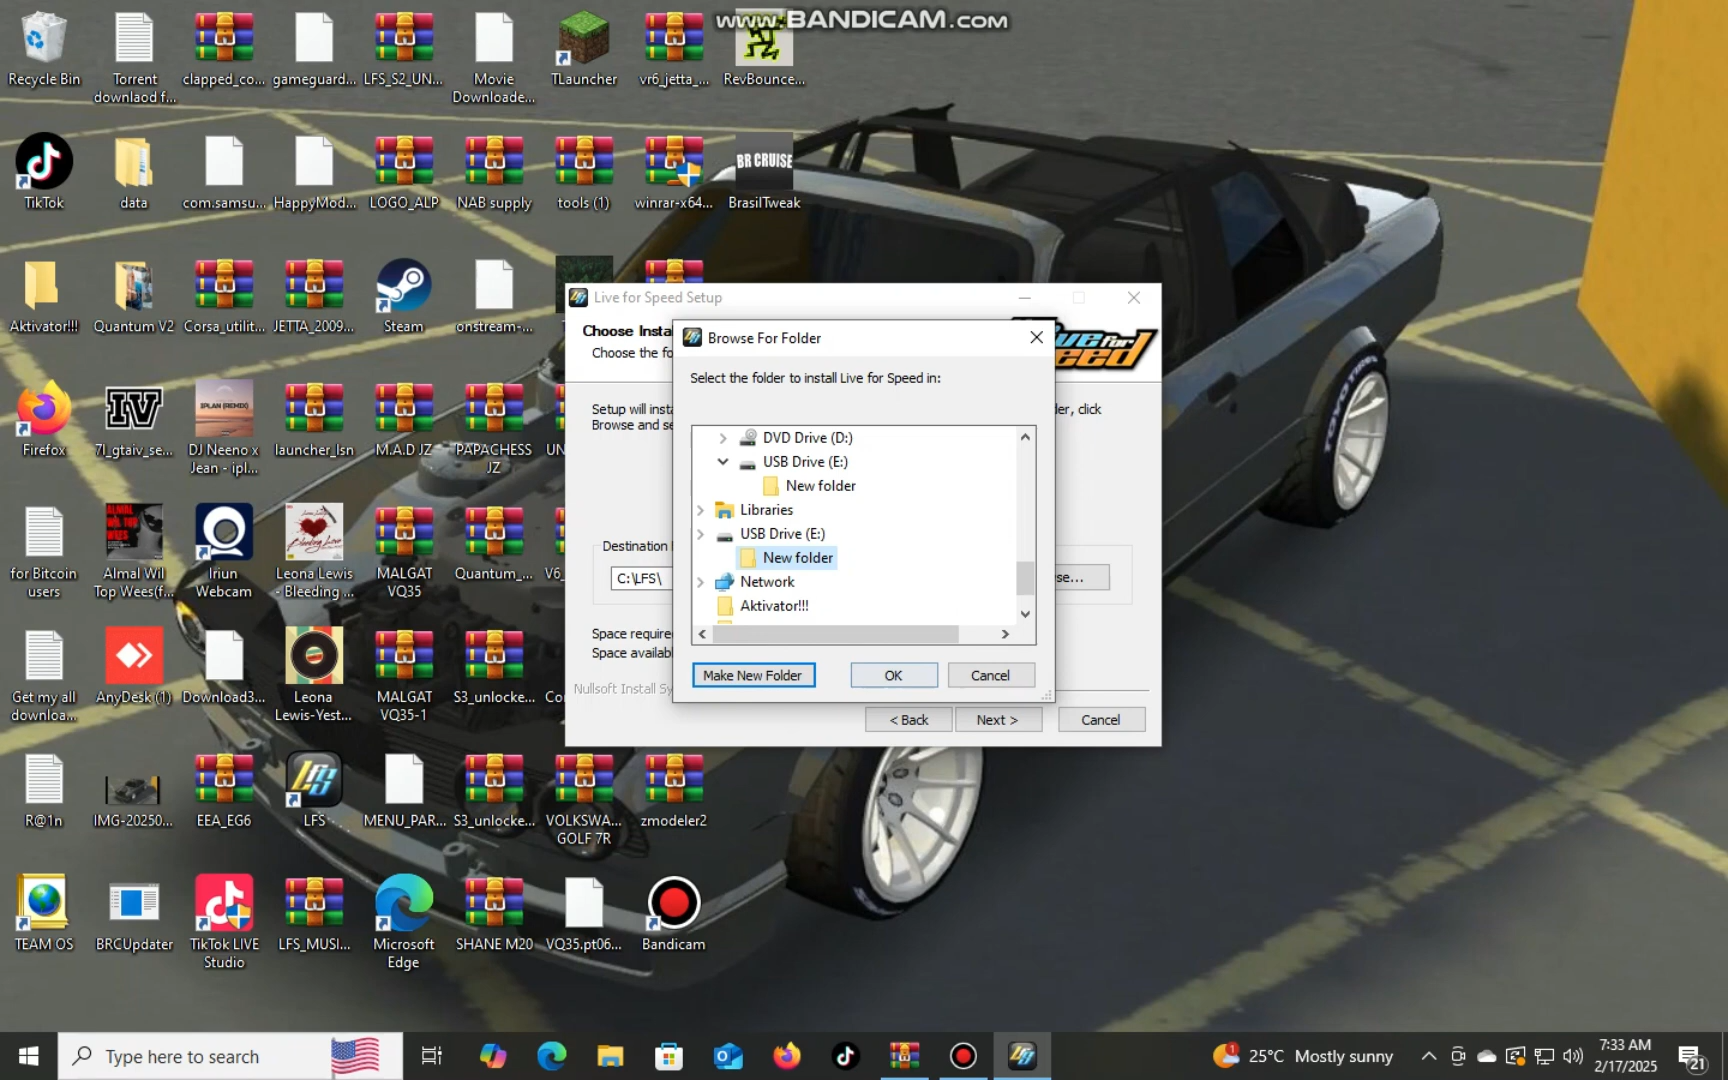 www.BANDICAM.com
Recycle Bin
Torrent
downlaod f...
clapped_co...
gameguard...
LFS_S2_UN...
Movie
Downloade...
TLauncher
vr6_jetta_...
RevBounce...
TikTok
data
com.samsu...
HappyMod...
LOGO_ALP
NAB supply
tools (1)
winrar-x64...
BR CRUISE
BrasilTweak
Aktivator!!!
Quantum V2
Corsa_utilit...
JETTA_2009...
Steam
onstream-...
Firefox
IV
7l_gtaiv_se...
IPLAN (REMIX)
DJ Neeno x
Jean - ipl...
launcher_lsn
M.A.D JZ
PAPACHESS
JZ
for Bitcoin
users
Almal Wil
Top Wees(f...
Iriun
Webcam
Leona Lewis
- Bleeding ...
MALGAT
VQ35
Quantum_...
Get my all
downloa...
AnyDesk (1)
Download3...
Leona
Lewis-Yest...
MALGAT
VQ35-1
S3_unlocke...
R@1n
IMG-20250...
EEA_EG6
LFS
MENU_PAR...
S3_unlocke...
VOLKSWA...
GOLF 7R
zmodeler2
TEAM OS
BRCUpdater
TikTok LIVE
Studio
LFS_MUSI...
Microsoft
Edge
SHANE M20
VQ35.pt06...
Bandicam
TOYO TIRES
Live for Speed Setup
Choose Insta
Choose the fo
Setup will insta
Browse and se
er, click
Destination
C:\LFS\
se...
Space require
Space availab
Nullsoft Install Sy
< Back
Next >
Cancel
Browse For Folder
Select the folder to install Live for Speed in:
DVD Drive (D:)
USB Drive (E:)
New folder
Libraries
USB Drive (E:)
New folder
Network
Aktivator!!!
Make New Folder
OK
Cancel
Type here to search
25°C Mostly sunny
7:33 AM
2/17/2025
21